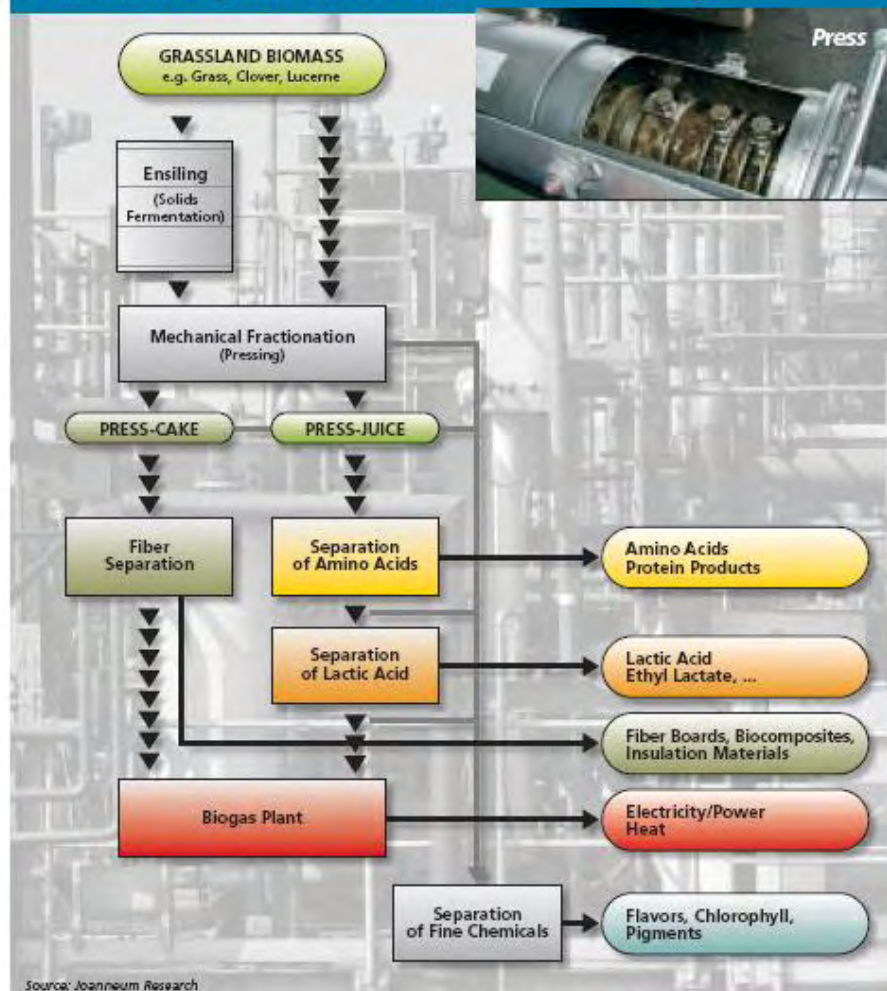 Press
GRASSLAND BIOMASS
e.g. Grass, Clover, Lucerne
Ensiling
(Solids
Fermentation)
Mechanical Fractionation
(Pressing)
PRESS-CAKE
PRESS-JUICE
Fiber
Separation
Separation
of Amino Acids
Amino Acids
Protein Products
Separation
of Lactic Acid
Lactic Acid
Ethyl Lactate, ...
Fiber Boards, Biocomposites,
Insulation Materials
Biogas Plant
Electricity/Power
Heat
Separation
of Fine Chemicals
Flavors, Chlorophyll,
Pigments
Source: Joanneum Research